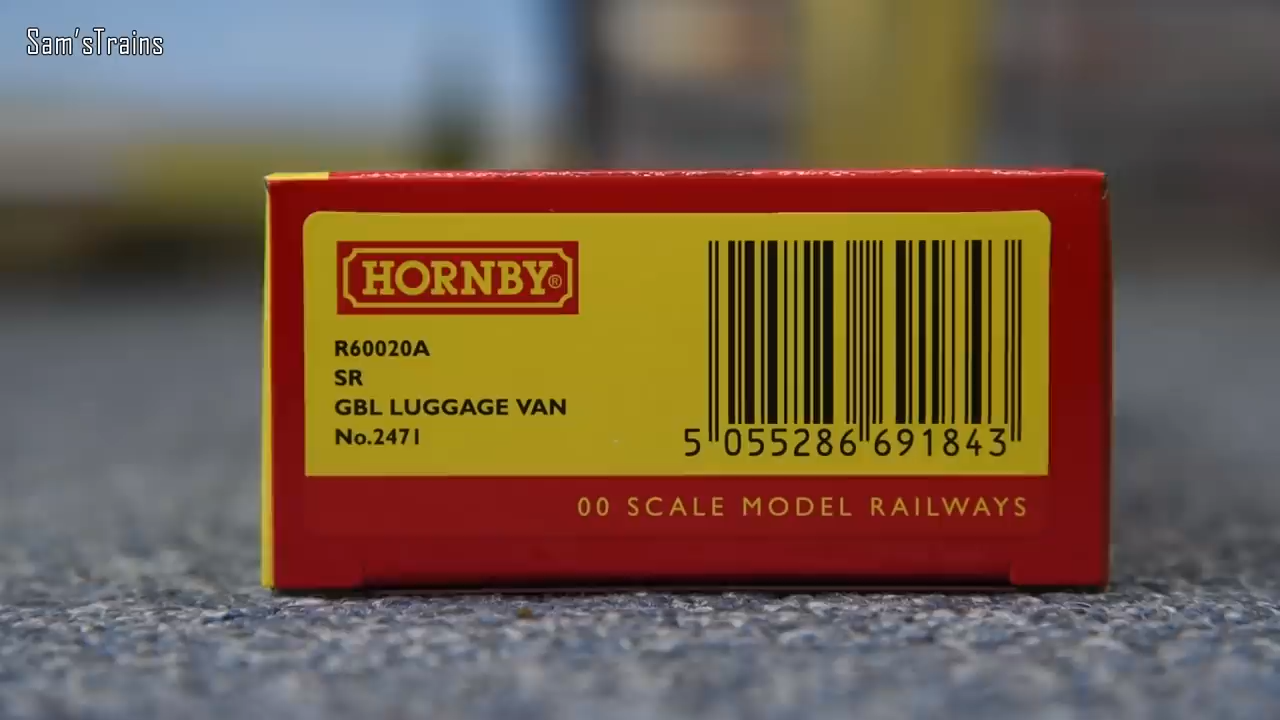 Sam'sTrains
HORNBY®
R60020A
SR
GBL LUGGAGE VAN
No.2471
5 055286 691843
00 SCALE MODEL RAILWAYS